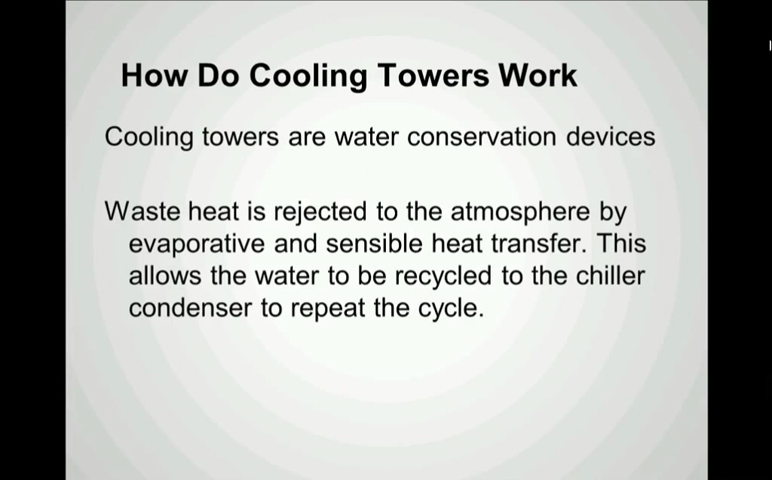 How Do Cooling Towers Work
Cooling towers are water conservation devices
Waste heat is rejected to the atmosphere by
evaporative and sensible heat transfer. This
allows the water to be recycled to the chiller
condenser to repeat the cycle.